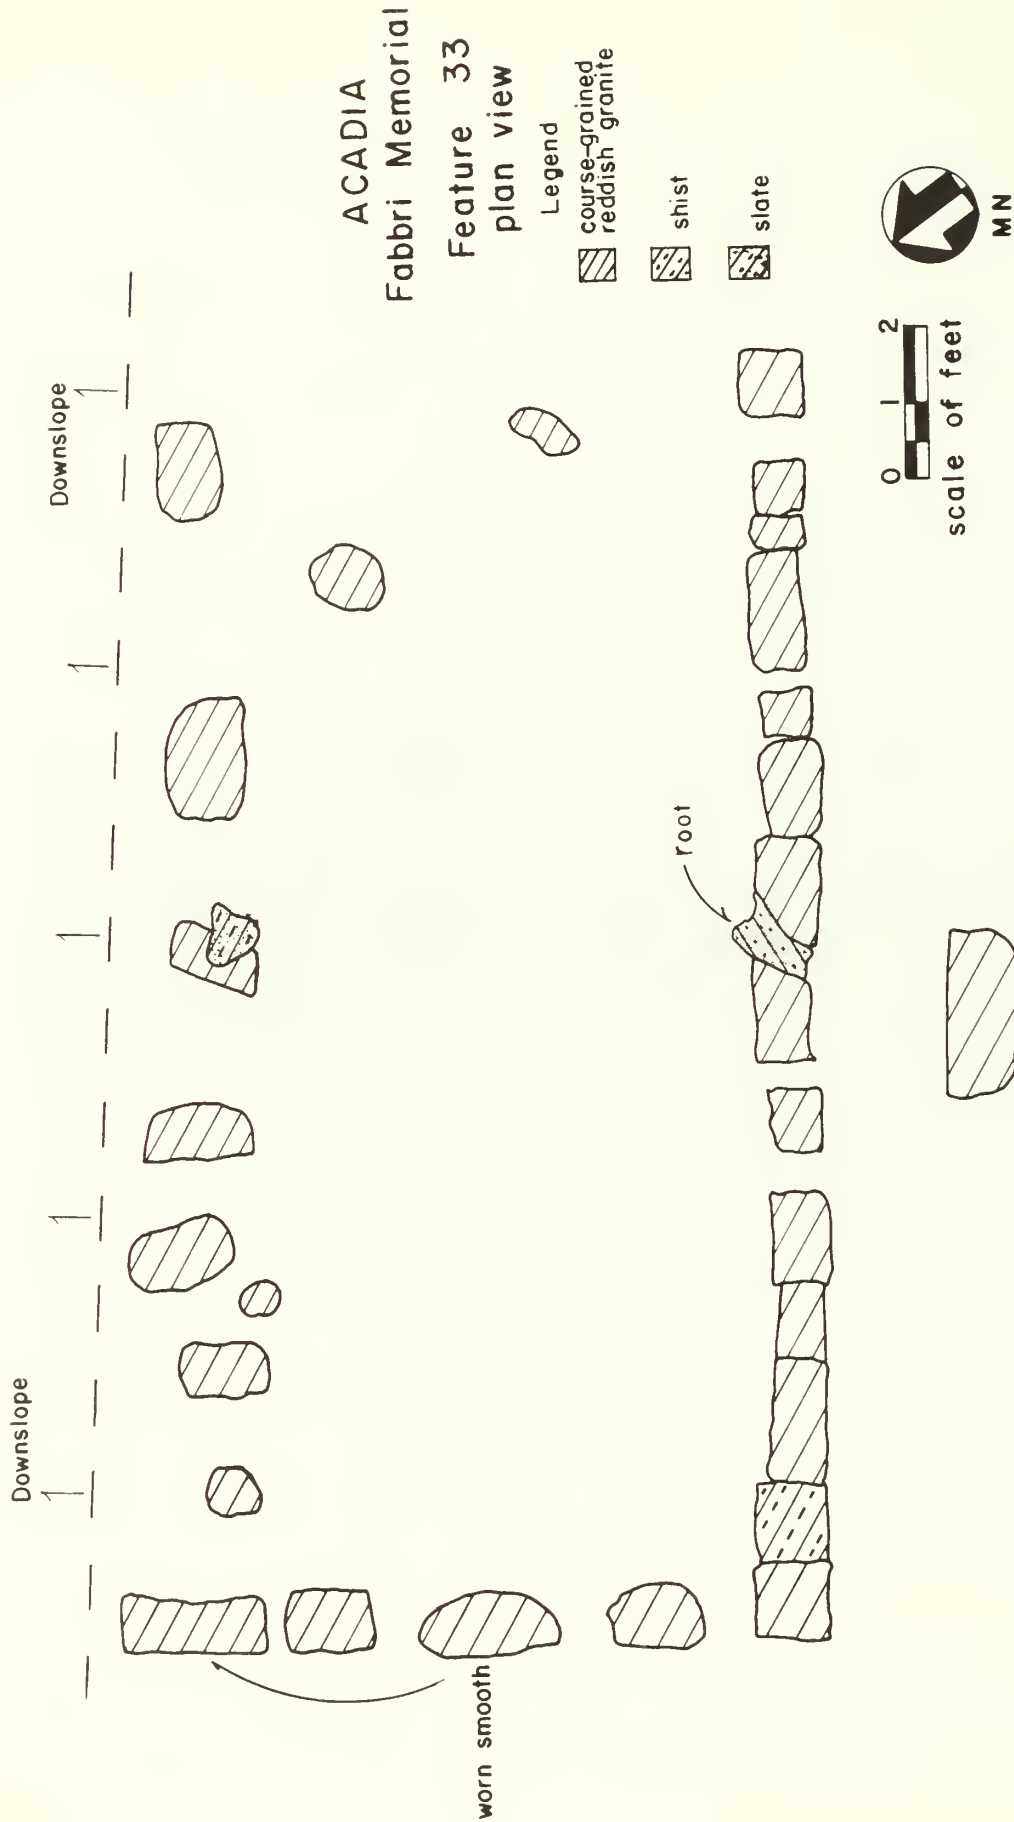 ACADIA
Fabbri Memorial
Feature 33
plan view
Legend
course-grained
reddish granite
shist
slate
Downslope
Downslope
root
worn smooth
0 1 2
scale of feet
MN